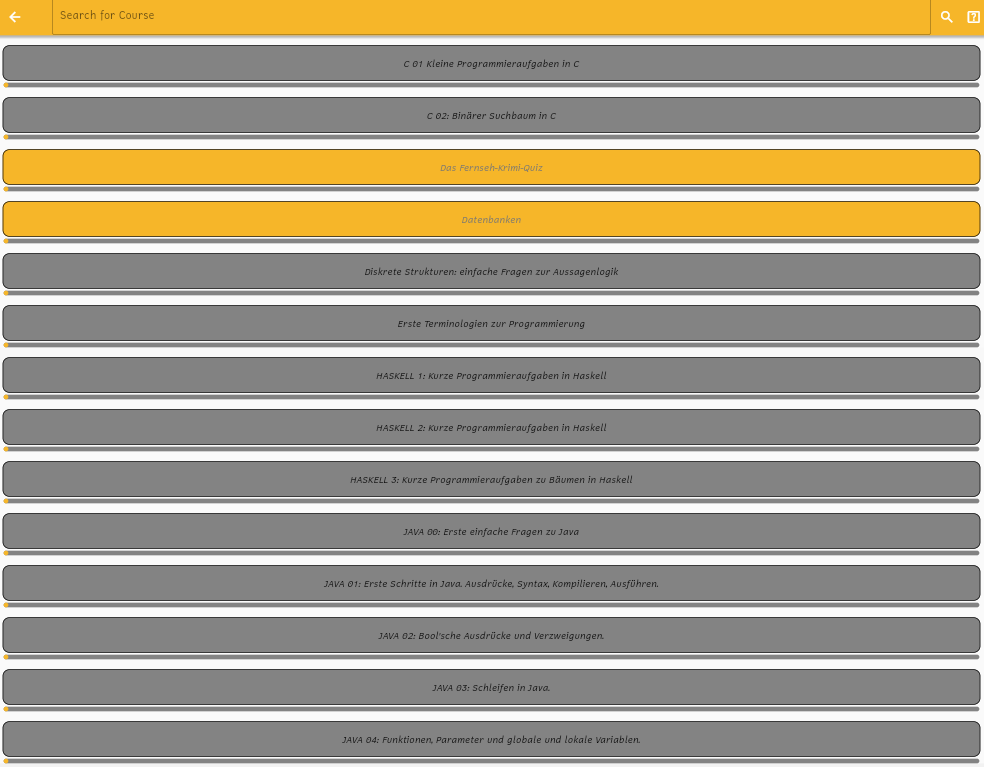 Search for Course
C 01 Kleine Programmieraufgaben in C
C 02: Binärer Suchbaum in C
Das Fernseh-Krimi-Quiz
Datenbanken
Diskrete Strukturen: einfache Fragen zur Aussagenlogik
Erste Terminologien zur Programmierung
HASKELL 1: Kurze Programmieraufgaben in Haskell
HASKELL 2: Kurze Programmieraufgaben in Haskell
HASKELL 3: Kurze Programmieraufgaben zu Bäumen in Haskell
JAVA 00: Erste einfache Fragen zu Java
JAVA 01: Erste Schritte in Java. Ausdrücke, Syntax, Kompilieren, Ausführen.
JAVA 02: Bool'sche Ausdrücke und Verzweigungen.
JAVA 03: Schleifen in Java.
JAVA 04: Funktionen, Parameter und globale und lokale Variablen.